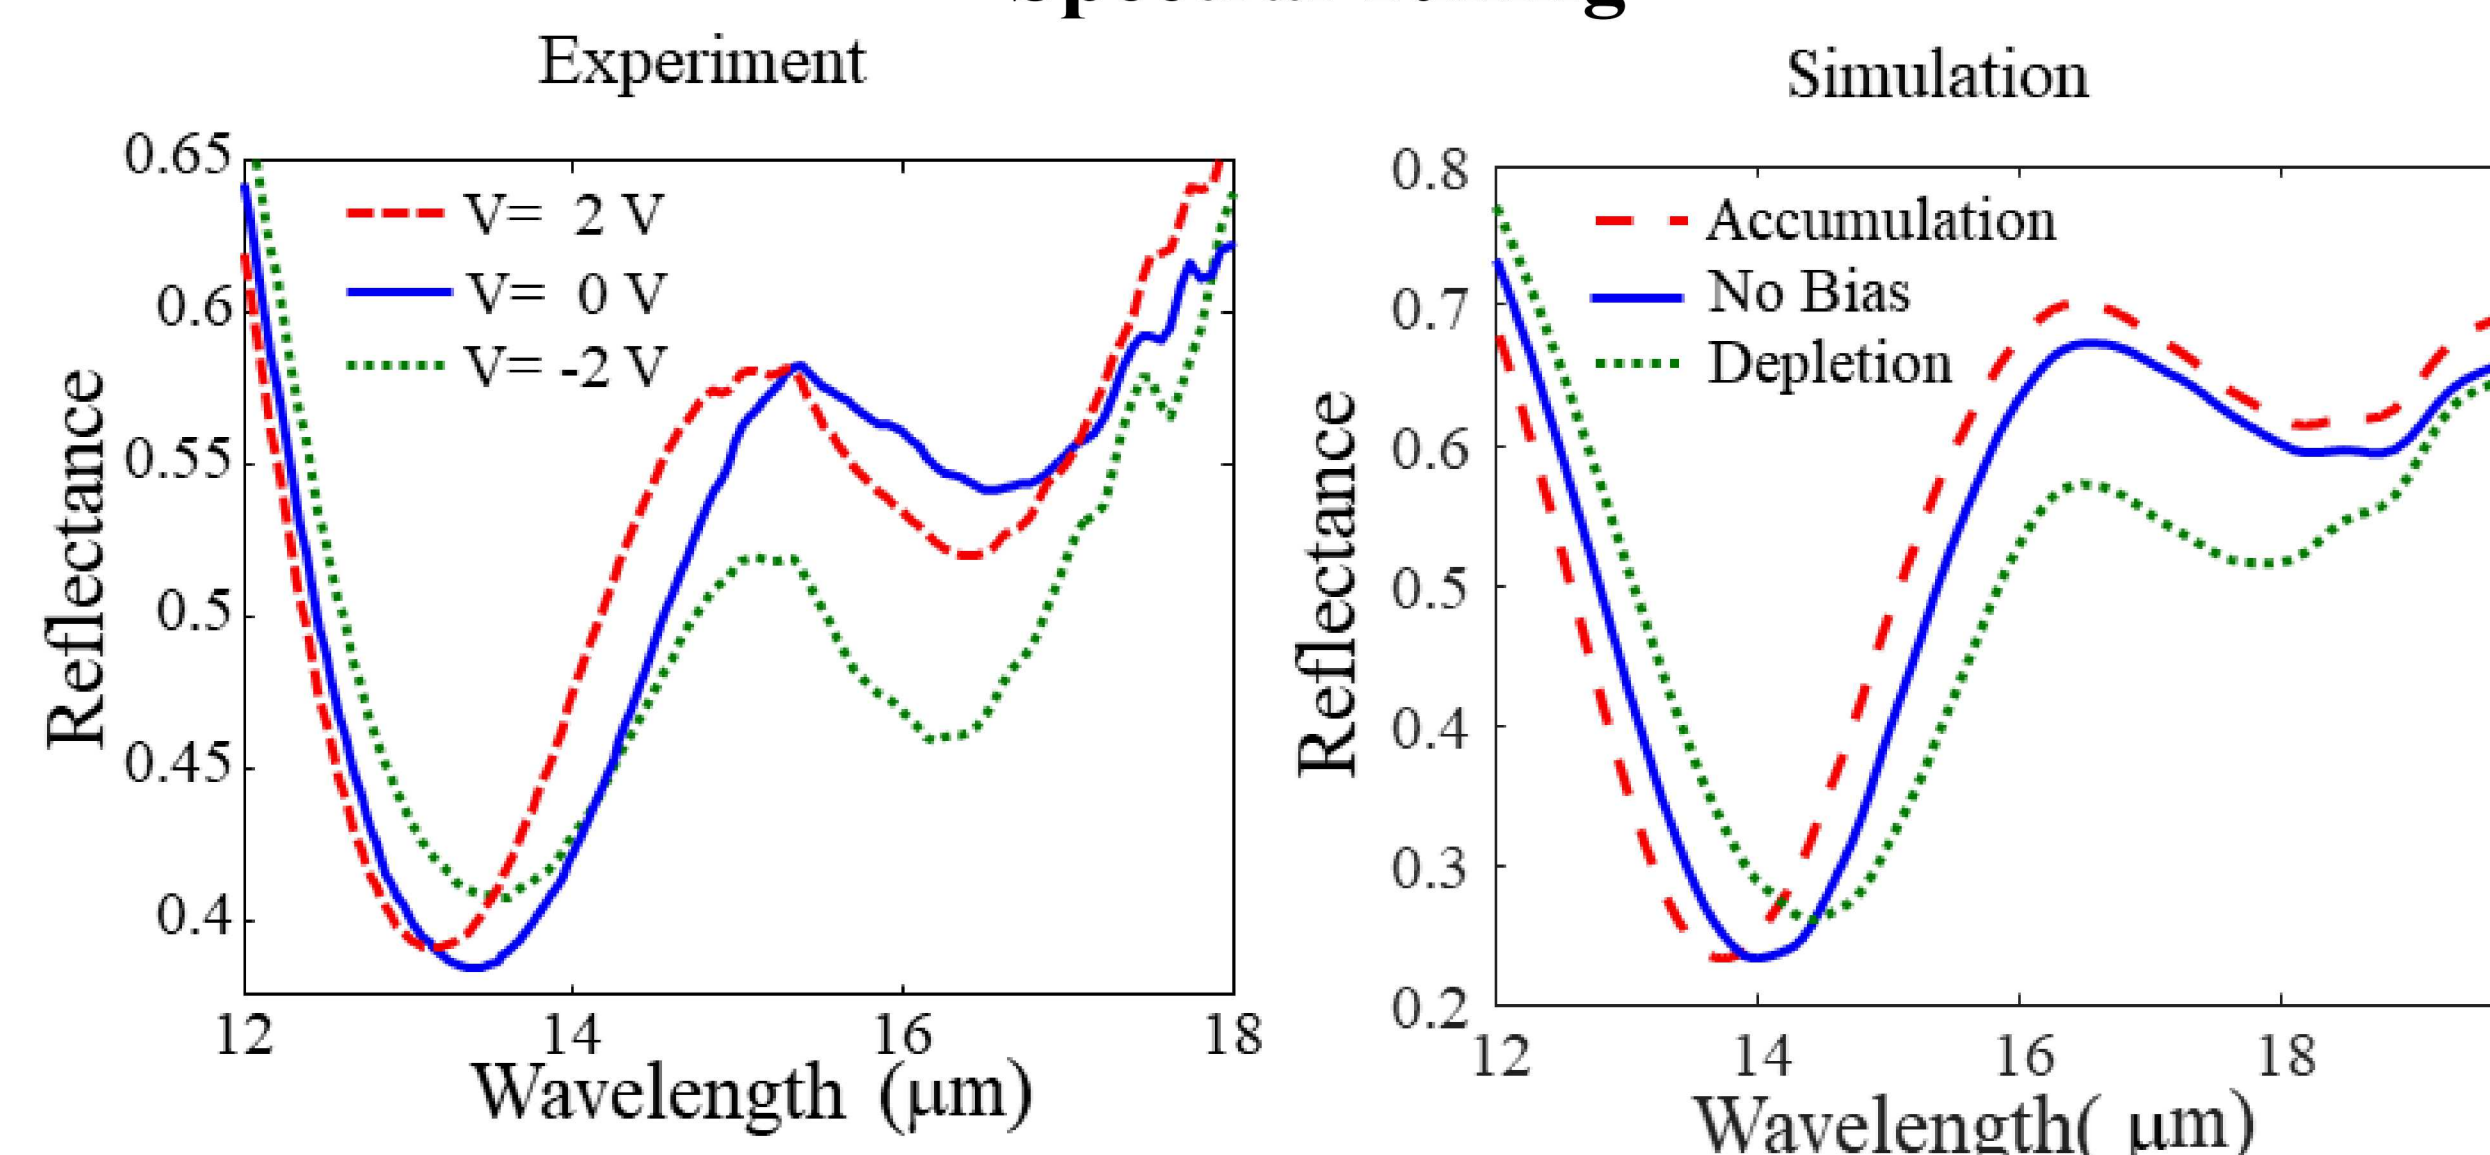 Experiment
Simulation
0.65
0.6
0.55
0.5
0.45
0.4
V= 2 V
V= 0 V
V= -2 V
Reflectance
12 14 16 18
Wavelength (μm)
0.8
0.7
0.6
0.5
0.4
0.3
0.2
Accumulation
No Bias
Depletion
Reflectance
12 14 16 18
Wavelength( μm)